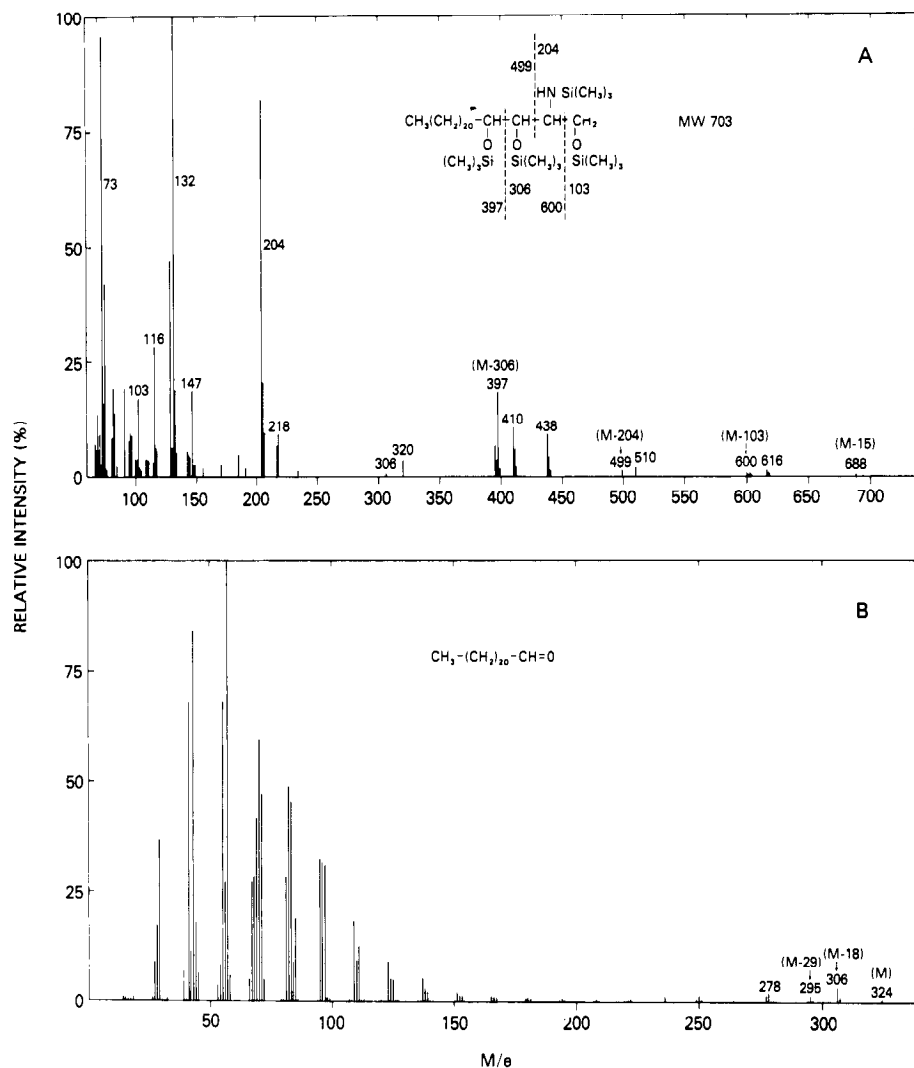 A
100
75
50
25
0
204
499
HN Si(CH₃)₃
CH₃(CH₂)₂₀-CH-CH-CH-CH₂
MW 703
O O O
(CH₃)₃Si Si(CH₃)₃ Si(CH₃)₃
306 103
397 600
73
132
204
116
103
147
218
306
320
(M-306)
397
410
438
(M-204)
499
510
(M-103)
600
616
(M-15)
688
100 150 200 250 300 350 400 450 500 550 600 650 700
RELATIVE INTENSITY (%)
B
100
75
50
25
0
CH₃-(CH₂)₂₀-CH=O
278
(M-29)
295
(M-18)
306
(M)
324
50 100 150 200 250 300
M/e